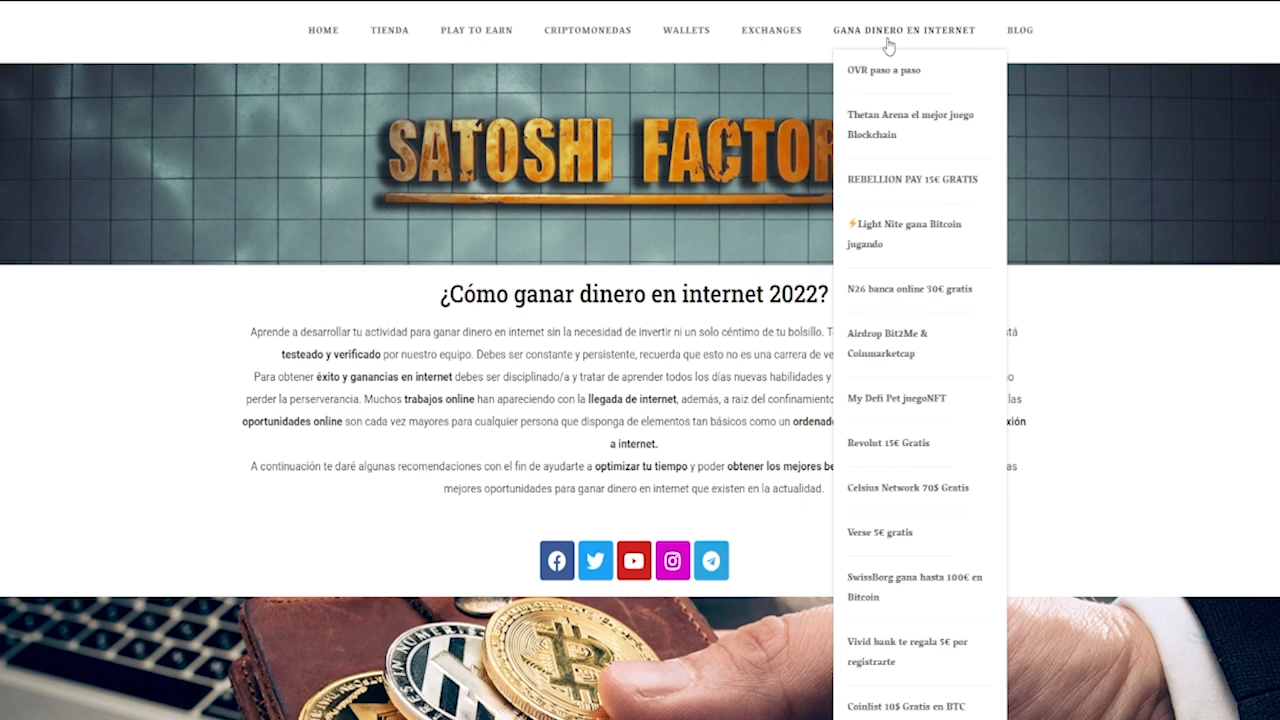 HOME TIENDA PLAY TO EARN CRIPTOMONEDAS WALLETS EXCHANGES GANA DINERO EN INTERNET BLOG
SATOSHI FACTOR
¿Cómo ganar dinero en internet 2022?
Aprende a desarrollar tu actividad para ganar dinero en internet sin la necesidad de invertir ni un solo céntimo de tu bolsillo.
testeado y verificado por nuestro equipo. Debes ser constante y persistente, recuerda que esto no es una carrera de
Para obtener éxito y ganancias en internet debes ser disciplinado/a y tratar de aprender todos los días nuevas habilidades y
perder la perserverancia. Muchos trabajos online han apareciendo con la llegada de internet, además, a raiz del confinamiento las
oportunidades online son cada vez mayores para cualquier persona que disponga de elementos tan básicos como un
a internet.
A continuación te daré algunas recomendaciones con el fin de ayudarte a optimizar tu tiempo y poder obtener los mejores
mejores oportunidades para ganar dinero en internet que existen en la actualidad.
OVR paso a paso
Thetan Arena el mejor juego
Blockchain
REBELLION PAY 15€ GRATIS
⚡Light Nite gana Bitcoin
jugando
N26 banca online 30€ gratis
Airdrop Bit2Me &
Coinmarketcap
My Defi Pet juegoNFT
Revolut 15€ Gratis
Celsius Network 70$ Gratis
Verse 5€ gratis
SwissBorg gana hasta 100€ en
Bitcoin
Vivid bank te regala 5€ por
registrarte
Coinlist 10$ Gratis en BTC